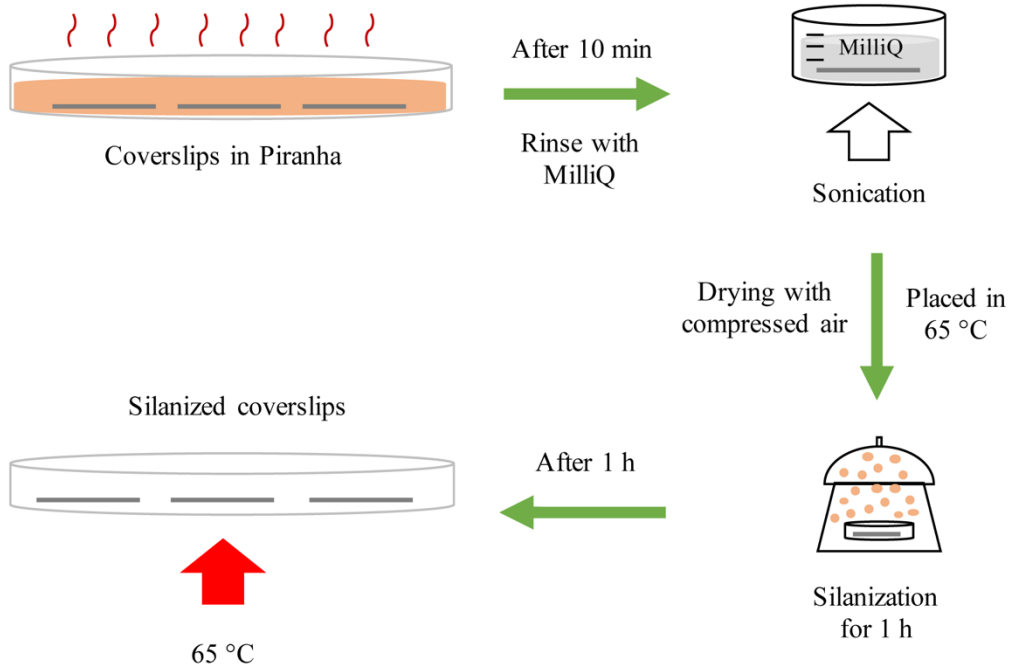 Coverslips in Piranha
After 10 min
Rinse with
MilliQ
MilliQ
Sonication
Drying with
compressed air
Placed in
65 °C
Silanization
for 1 h
After 1 h
Silanized coverslips
65 °C